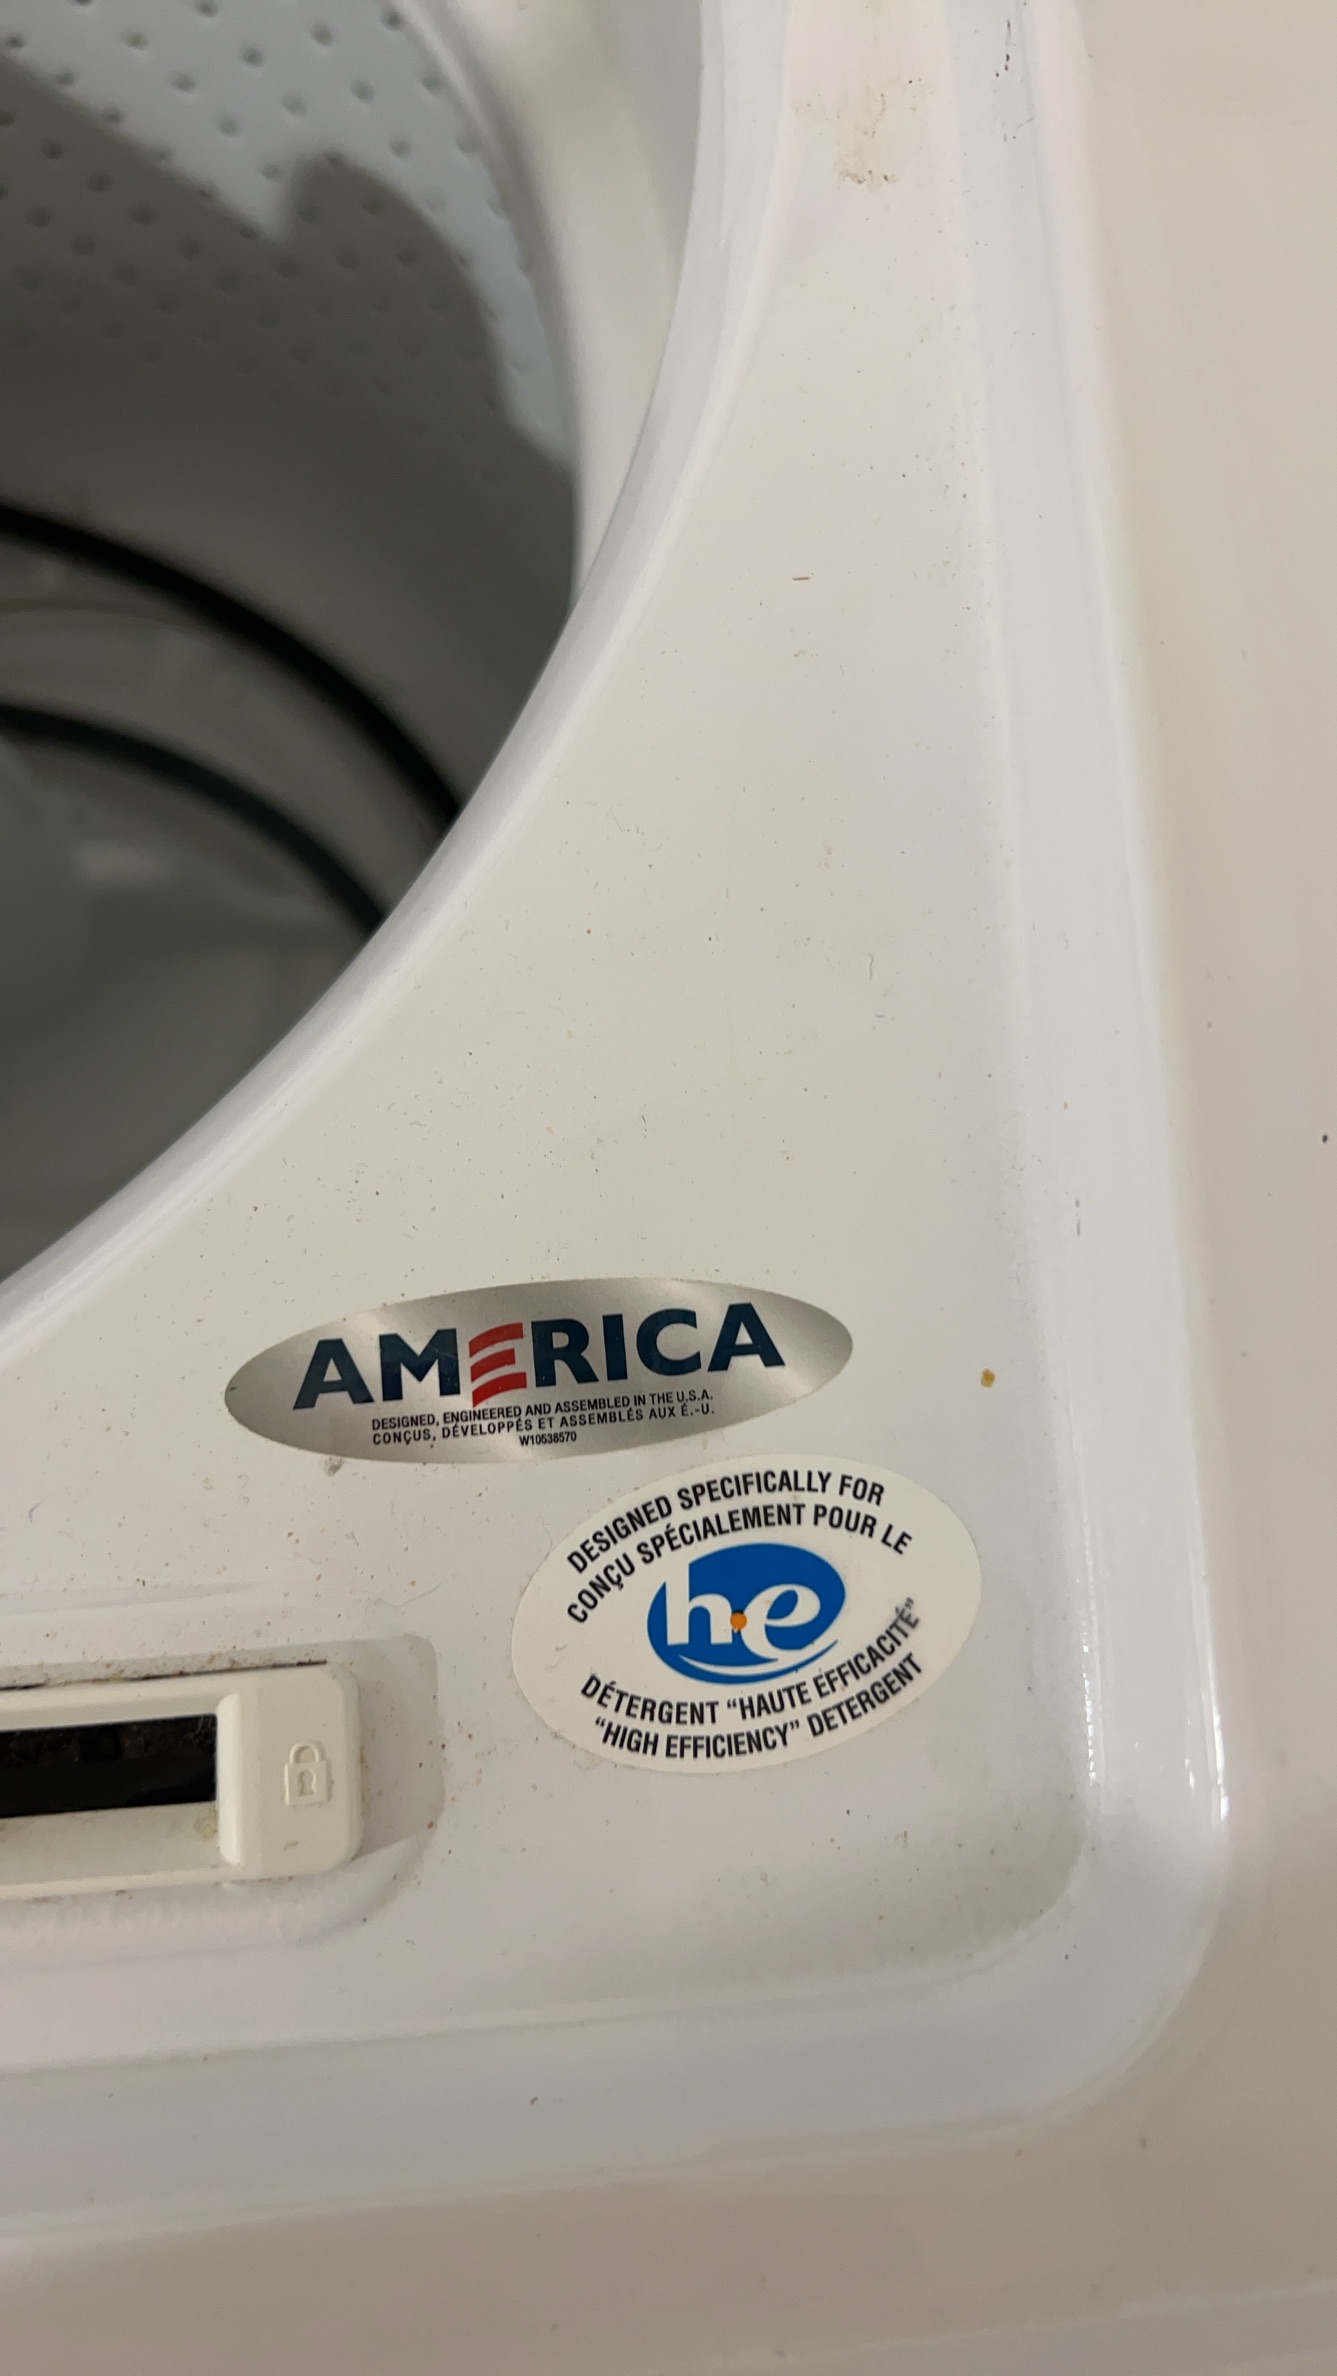 AMERICA
DESIGNED, ENGINEERED AND ASSEMBLED IN THE U.S.A.
CONÇUS, DÉVELOPPÉS ET ASSEMBLÉS AUX É.-U.
W10538570
DESIGNED SPECIFICALLY FOR
CONÇU SPÉCIALEMENT POUR LE
he
DÉTERGENT “HAUTE EFFICACITÉ”
“HIGH EFFICIENCY” DETERGENT